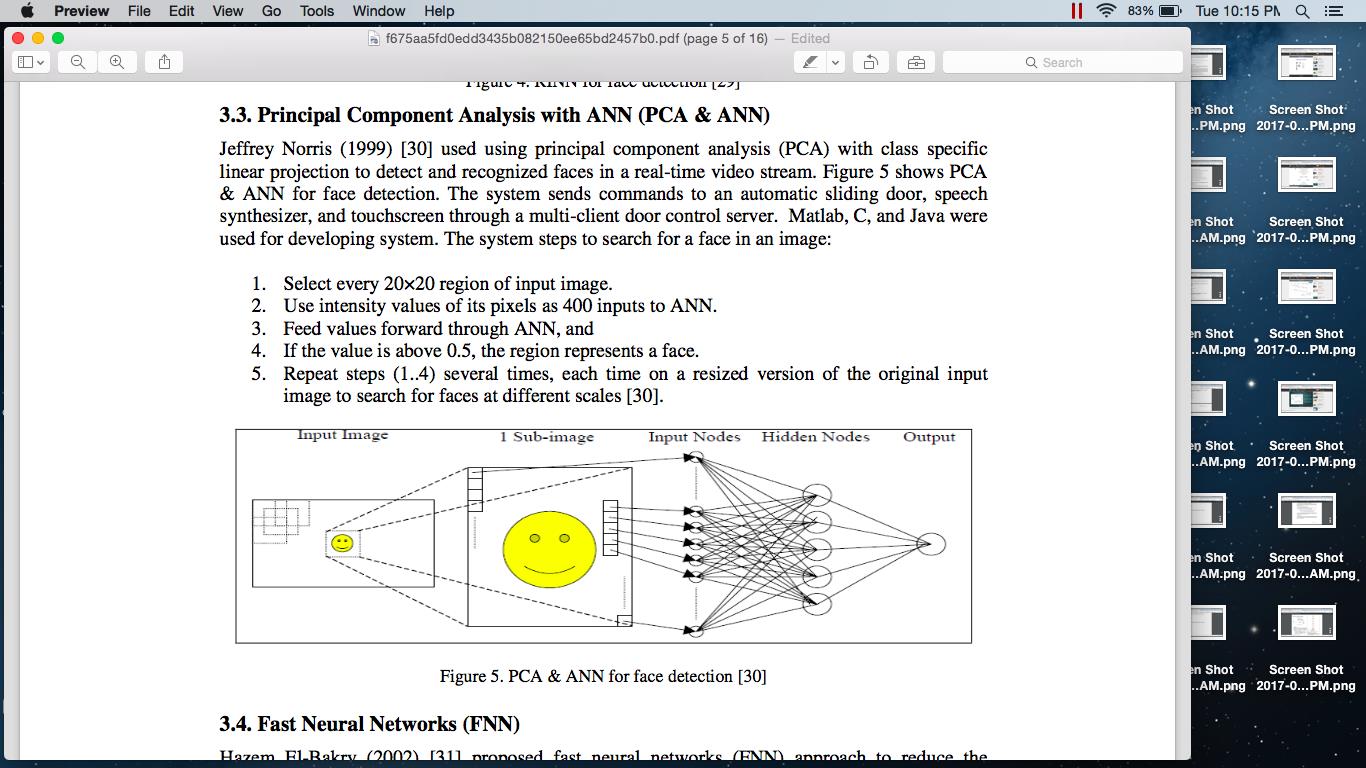 Preview File Edit View Go Tools Window Help 83% Tue 10:15 PM
f675aa5fd0edd3435b082150ee65bd2457b0.pdf (page 5 of 16) — Edited
Search
Figure 4. RINN for face detection [29]
3.3. Principal Component Analysis with ANN (PCA & ANN)
Jeffrey Norris (1999) [30] used using principal component analysis (PCA) with class specific
linear projection to detect and recognized faces in a real-time video stream. Figure 5 shows PCA
& ANN for face detection. The system sends commands to an automatic sliding door, speech
synthesizer, and touchscreen through a multi-client door control server. Matlab, C, and Java were
used for developing system. The system steps to search for a face in an image:
1. Select every 20×20 region of input image.
2. Use intensity values of its pixels as 400 inputs to ANN.
3. Feed values forward through ANN, and
4. If the value is above 0.5, the region represents a face.
5. Repeat steps (1..4) several times, each time on a resized version of the original input
image to search for faces at different scales [30].
Input Image 1 Sub-image Input Nodes Hidden Nodes Output
Figure 5. PCA & ANN for face detection [30]
3.4. Fast Neural Networks (FNN)
Hazem El-Bakry (2002) [31] proposed fast neural networks (FNN) approach to reduce the
en Shot Screen Shot
..PM.png 2017-0...PM.png
en Shot Screen Shot
..AM.png 2017-0...PM.png
en Shot Screen Shot
..AM.png 2017-0...PM.png
en Shot Screen Shot
..AM.png 2017-0...PM.png
en Shot Screen Shot
..AM.png 2017-0...AM.png
en Shot Screen Shot
..AM.png 2017-0...PM.png